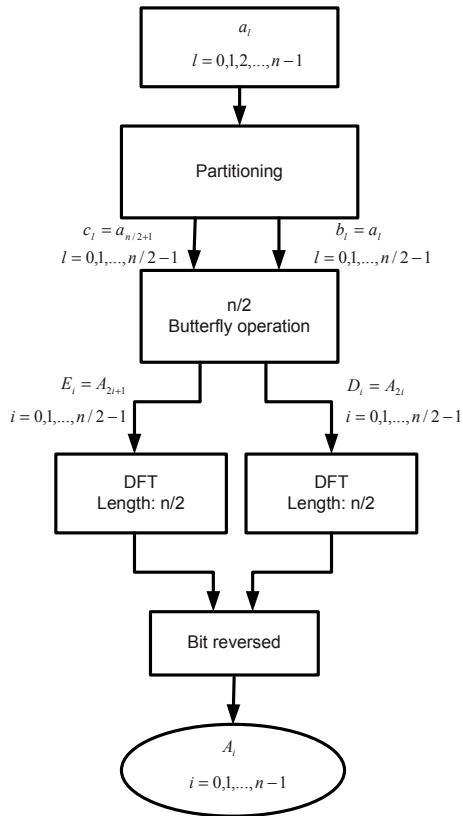 a_l
l = 0,1,2,...,n−1
Partitioning
c_l = a_{n/2+1}
l = 0,1,...,n/2−1
b_l = a_l
l = 0,1,...,n/2−1
n/2
Butterfly operation
E_i = A_{2i+1}
i = 0,1,...,n/2−1
D_i = A_{2i}
i = 0,1,...,n/2−1
DFT
Length: n/2
DFT
Length: n/2
Bit reversed
A_i
i = 0,1,...,n−1